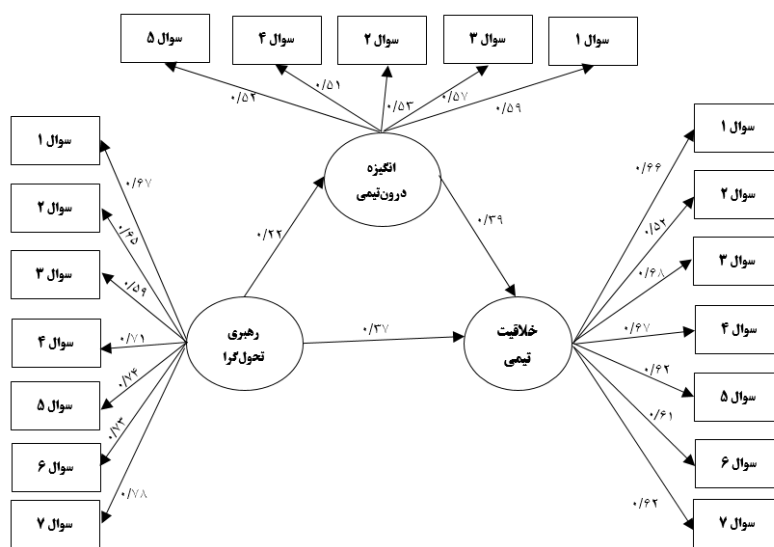 سوال ۱
سوال ۳
سوال ۲
سوال ۴
سوال ۵
۰/۵۹
۰/۵۷
۰/۵۳
۰/۵۱
۰/۵۲
انگیزه
درون‌تیمی
۰/۲۲
۰/۳۹
سوال ۱
سوال ۲
سوال ۳
سوال ۴
سوال ۵
سوال ۶
سوال ۷
۰/۶۶
۰/۵۲
۰/۶۸
۰/۶۷
۰/۶۲
۰/۶۱
۰/۶۲
خلاقیت
تیمی
۰/۳۷
رهبری
تحول‌گرا
۰/۶۷
۰/۶۵
۰/۵۹
۰/۷۱
۰/۷۴
۰/۷۳
۰/۷۸
سوال ۱
سوال ۲
سوال ۳
سوال ۴
سوال ۵
سوال ۶
سوال ۷